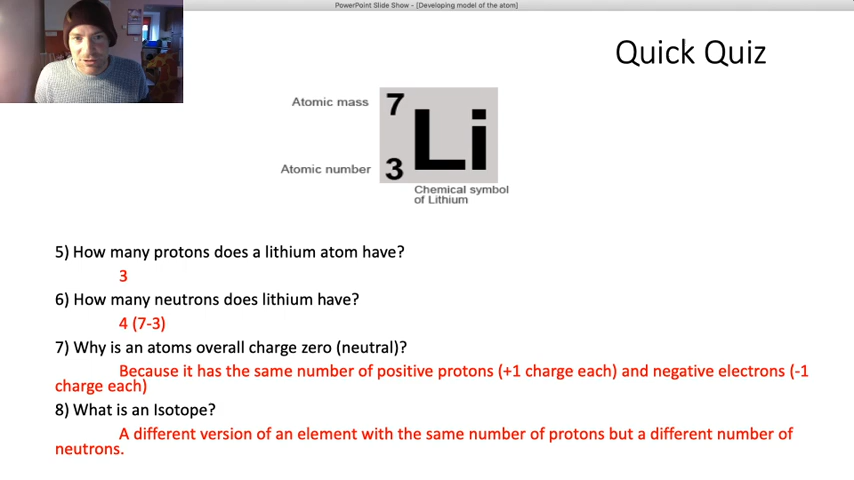 PowerPoint Slide Show - [Developing model of the atom]
Quick Quiz
Atomic mass
7
Li
Atomic number
3
Chemical symbol
of Lithium
5) How many protons does a lithium atom have?
3
6) How many neutrons does lithium have?
4 (7-3)
7) Why is an atoms overall charge zero (neutral)?
Because it has the same number of positive protons (+1 charge each) and negative electrons (-1
charge each)
8) What is an Isotope?
A different version of an element with the same number of protons but a different number of
neutrons.